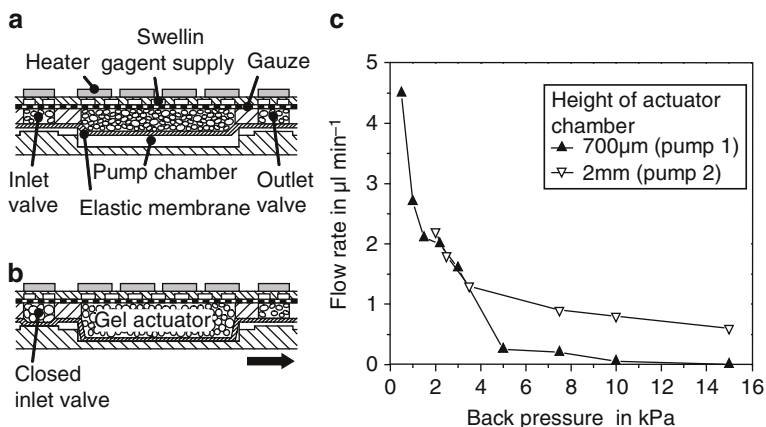 a
Swellin
Heater
gagent supply
Gauze
Inlet
valve
Pump chamber
Elastic membrane
Outlet
valve
b
Gel actuator
Closed
inlet valve
c
Flow rate in µl min⁻¹
5
4
3
2
1
0
Height of actuator
chamber
700µm (pump 1)
2mm (pump 2)
0 2 4 6 8 10 12 14 16
Back pressure in kPa